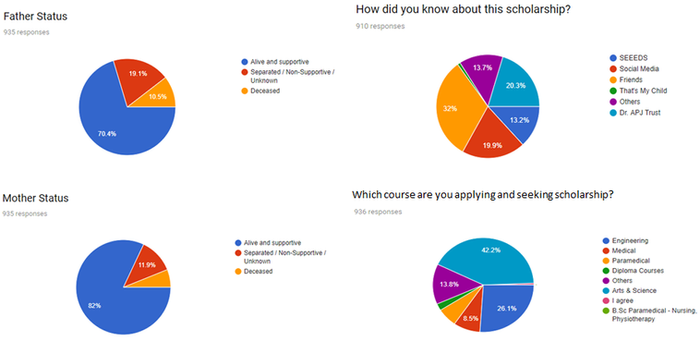 Father Status
935 responses
19.1%
10.5%
70.4%
Alive and supportive
Separated / Non-Supportive /
Unknown
Deceased
How did you know about this scholarship?
910 responses
13.7%
20.3%
32%
13.2%
19.9%
SEEEDS
Social Media
Friends
That's My Child
Others
Dr. APJ Trust
Mother Status
935 responses
11.9%
82%
Alive and supportive
Separated / Non-Supportive /
Unknown
Deceased
Which course are you applying and seeking scholarship?
936 responses
42.2%
13.8%
8.5%
26.1%
Engineering
Medical
Paramedical
Diploma Courses
Others
Arts & Science
I agree
B.Sc Paramedical - Nursing,
Physiotherapy